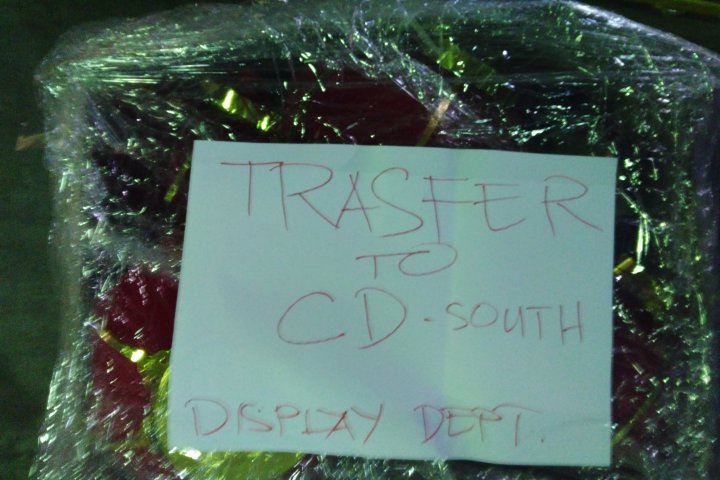 TRASFER
TO
CD-SOUTH
DISPLAY DEPT.